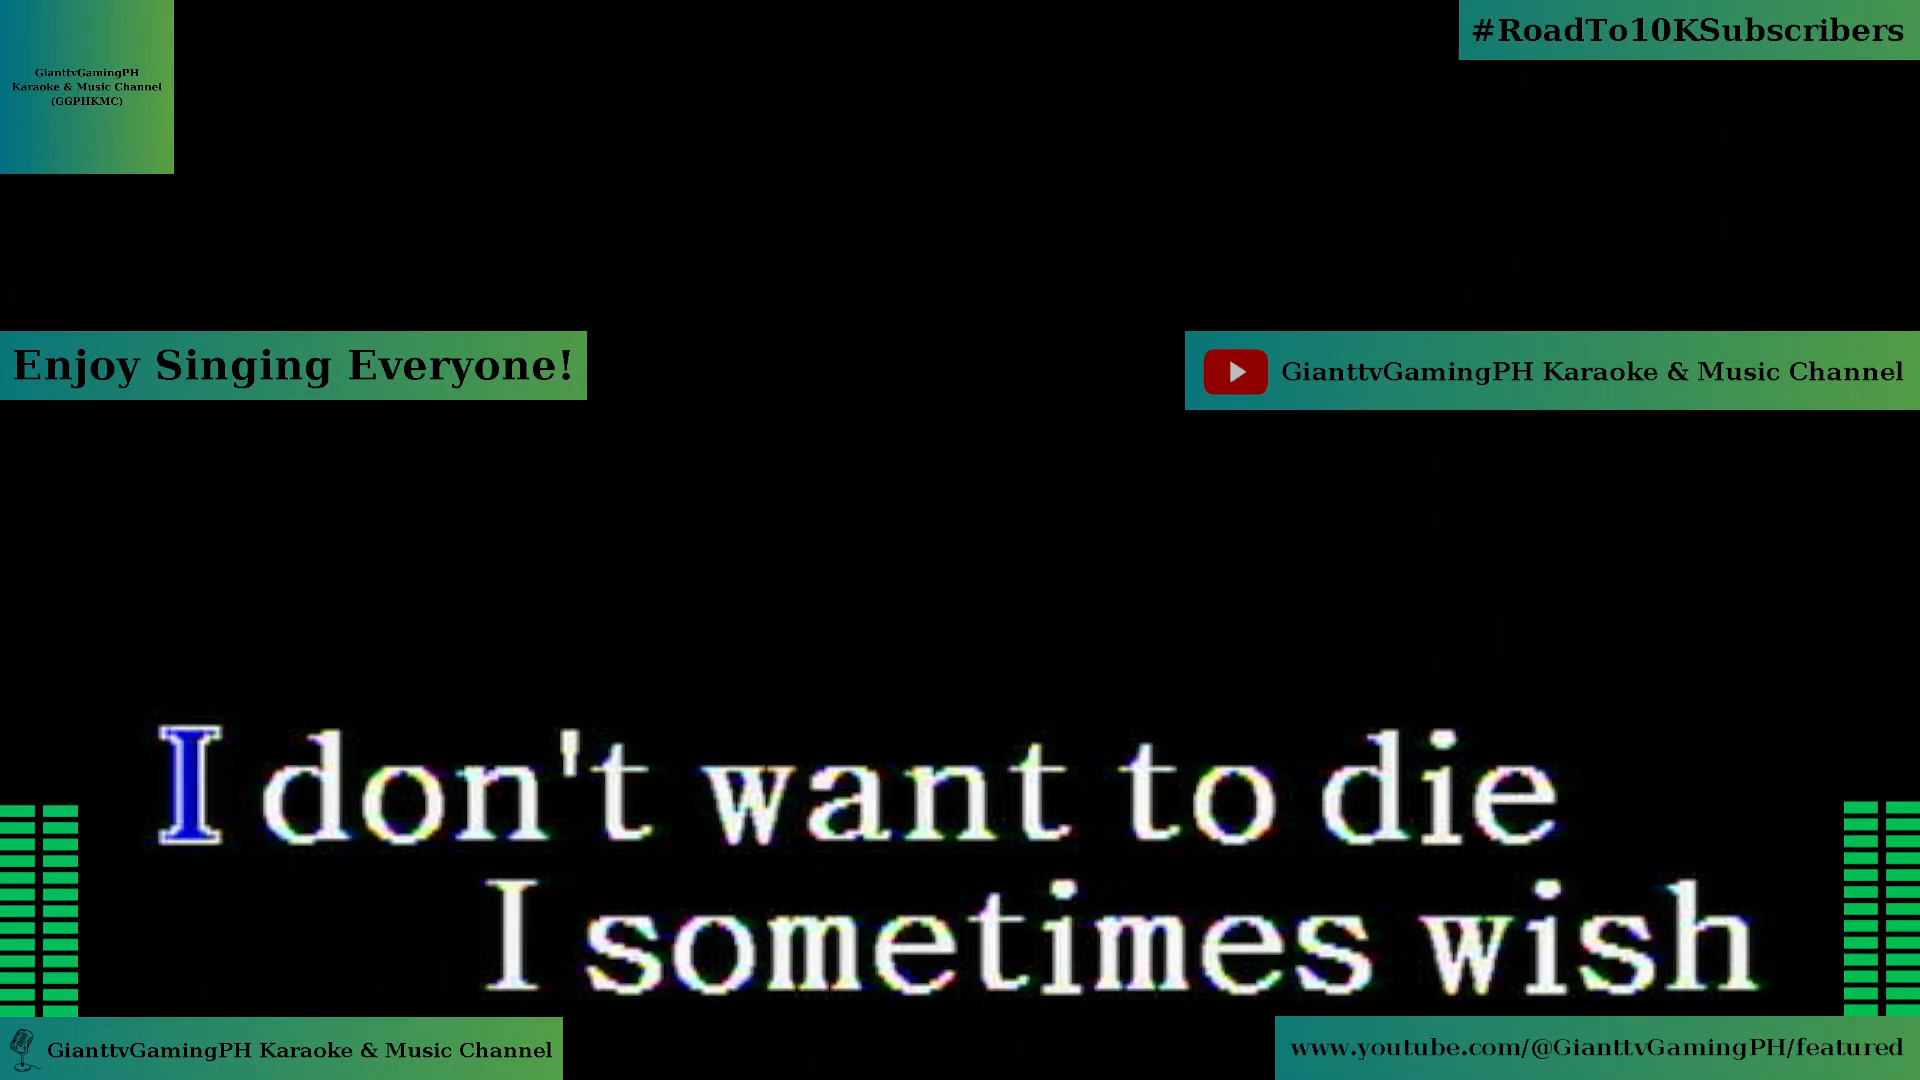 GianttvGamingPH
Karaoke & Music Channel
(GGPHKMC)
#RoadTo10KSubscribers
Enjoy Singing Everyone!
GianttvGamingPH Karaoke & Music Channel
I don't want to die
I sometimes wish
GianttvGamingPH Karaoke & Music Channel
www.youtube.com/@GianttvGamingPH/featured